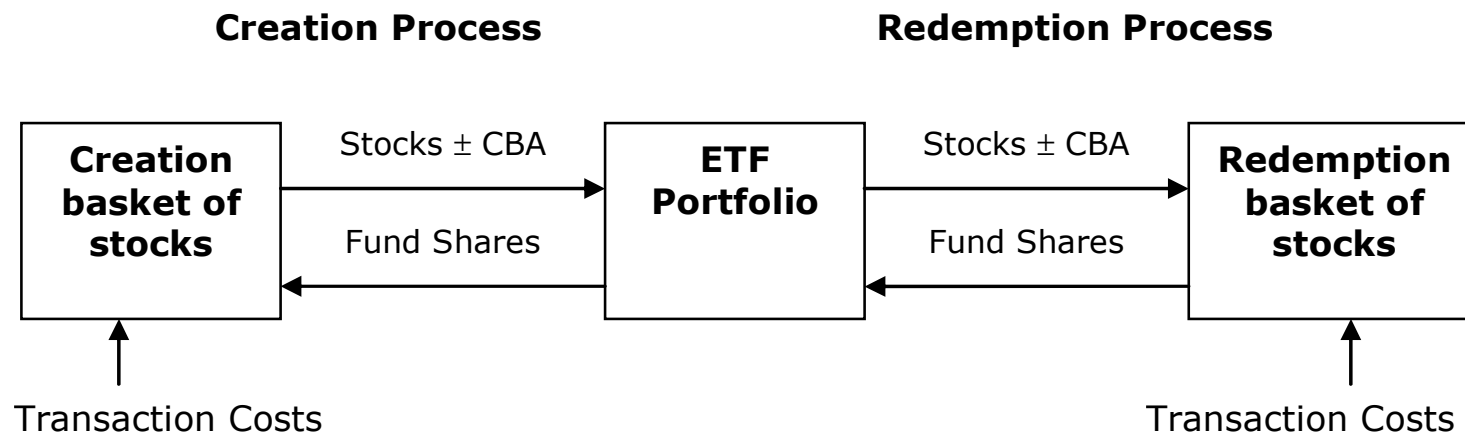 Creation Process
Redemption Process
Creation
basket of
stocks
Stocks ± CBA
Fund Shares
ETF
Portfolio
Stocks ± CBA
Fund Shares
Redemption
basket of
stocks
Transaction Costs
Transaction Costs